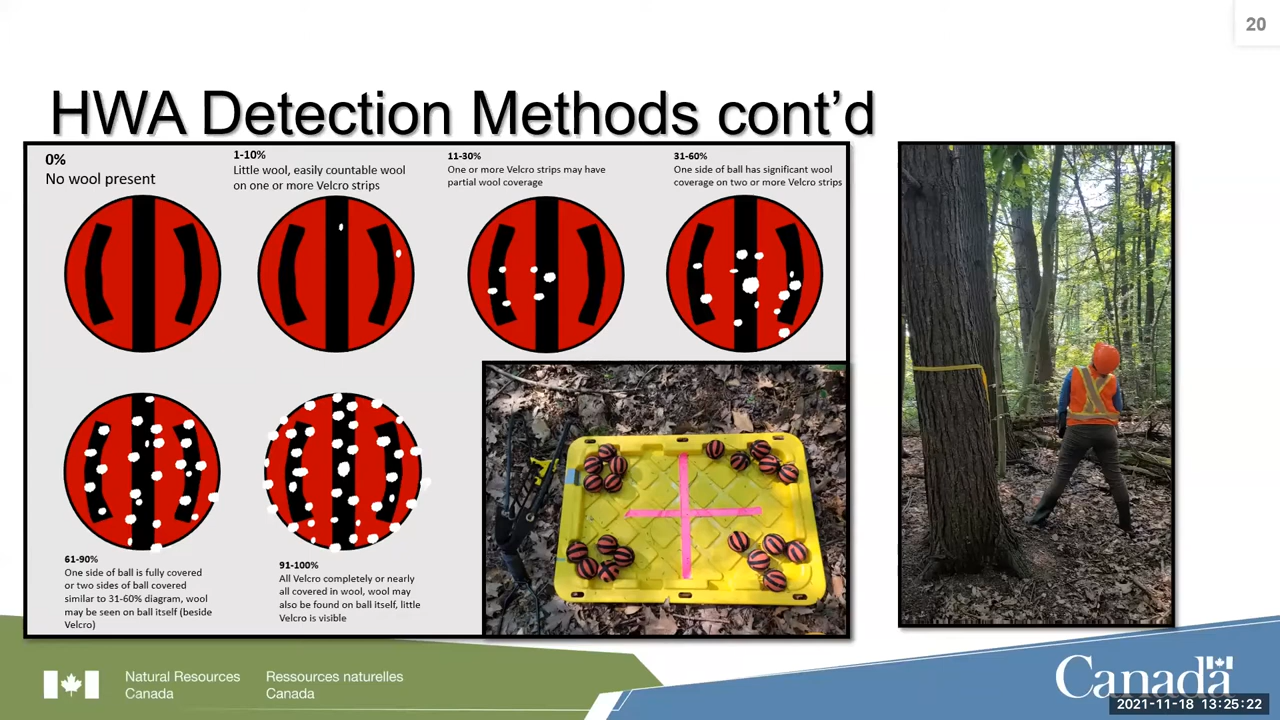 20
HWA Detection Methods cont’d
0%
No wool present
1-10%
Little wool, easily countable wool
on one or more Velcro strips
11-30%
One or more Velcro strips may have
partial wool coverage
31-60%
One side of ball has significant wool
coverage on two or more Velcro strips
61-90%
One side of ball is fully covered
or two sides of ball covered
similar to 31-60% diagram, wool
may be seen on ball itself (beside
Velcro)
91-100%
All Velcro completely or nearly
all covered in wool, wool may
also be found on ball itself, little
Velcro is visible
Natural Resources
Canada
Ressources naturelles
Canada
Canada
2021-11-18 13:25:22